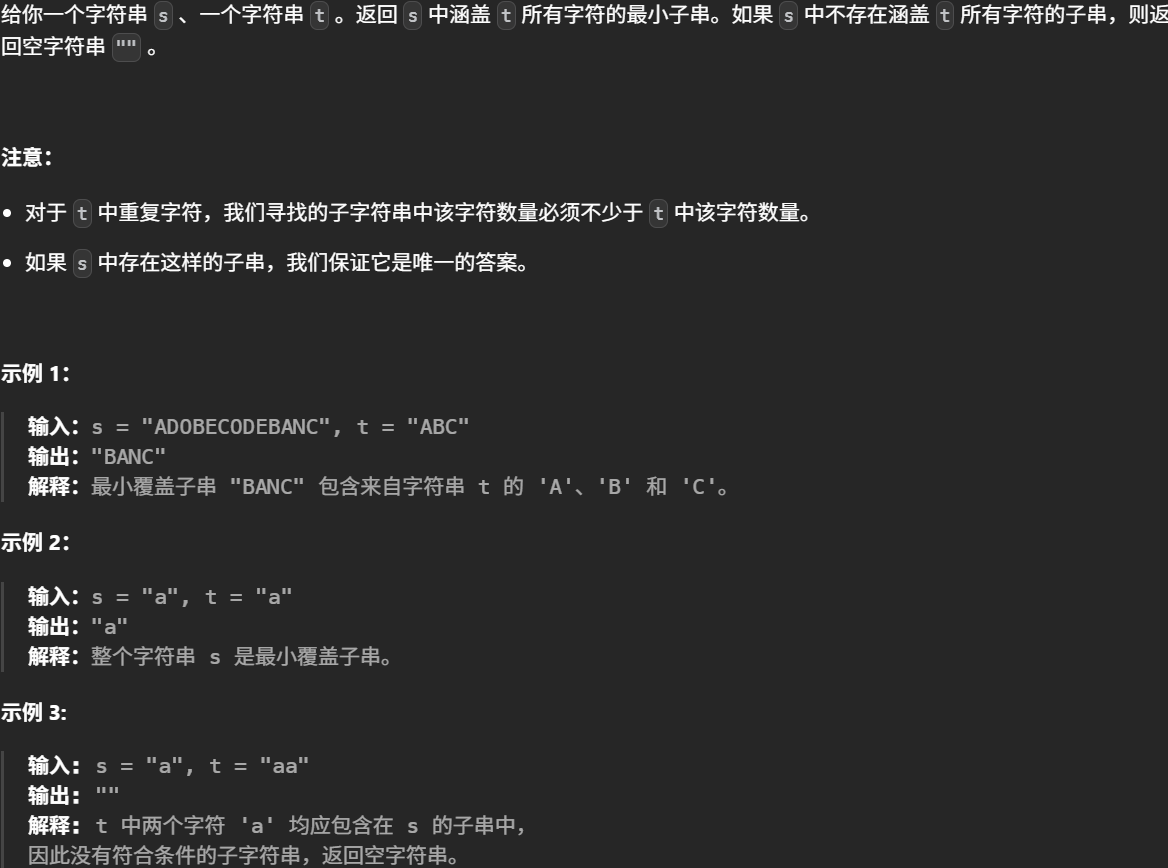 给你一个字符串 s 、一个字符串 t 。返回 s 中涵盖 t 所有字符的最小子串。如果 s 中不存在涵盖 t 所有字符的子串，则返
回空字符串 "" 。
注意：
• 对于 t 中重复字符，我们寻找的子字符串中该字符数量必须不少于 t 中该字符数量。
• 如果 s 中存在这样的子串，我们保证它是唯一的答案。
示例 1：
输入：s = "ADOBECODEBANC", t = "ABC"
输出："BANC"
解释：最小覆盖子串 "BANC" 包含来自字符串 t 的 'A'、'B' 和 'C'。
示例 2：
输入：s = "a", t = "a"
输出："a"
解释：整个字符串 s 是最小覆盖子串。
示例 3:
输入: s = "a", t = "aa"
输出: ""
解释: t 中两个字符 'a' 均应包含在 s 的子串中，
因此没有符合条件的子字符串，返回空字符串。